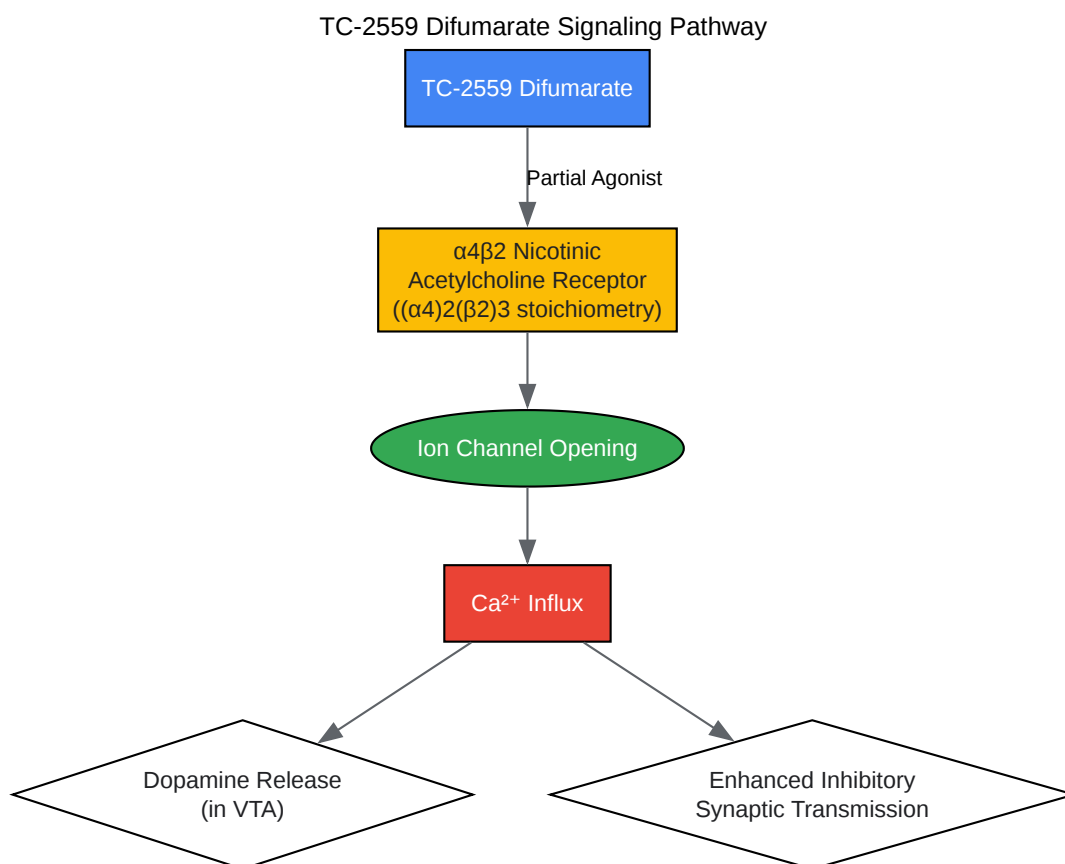 TC-2559 Difumarate Signaling Pathway
TC-2559 Difumarate
Partial Agonist
α4β2 Nicotinic
Acetylcholine Receptor
((α4)2(β2)3 stoichiometry)
Ion Channel Opening
Ca²⁺ Influx
Dopamine Release
(in VTA)
Enhanced Inhibitory
Synaptic Transmission